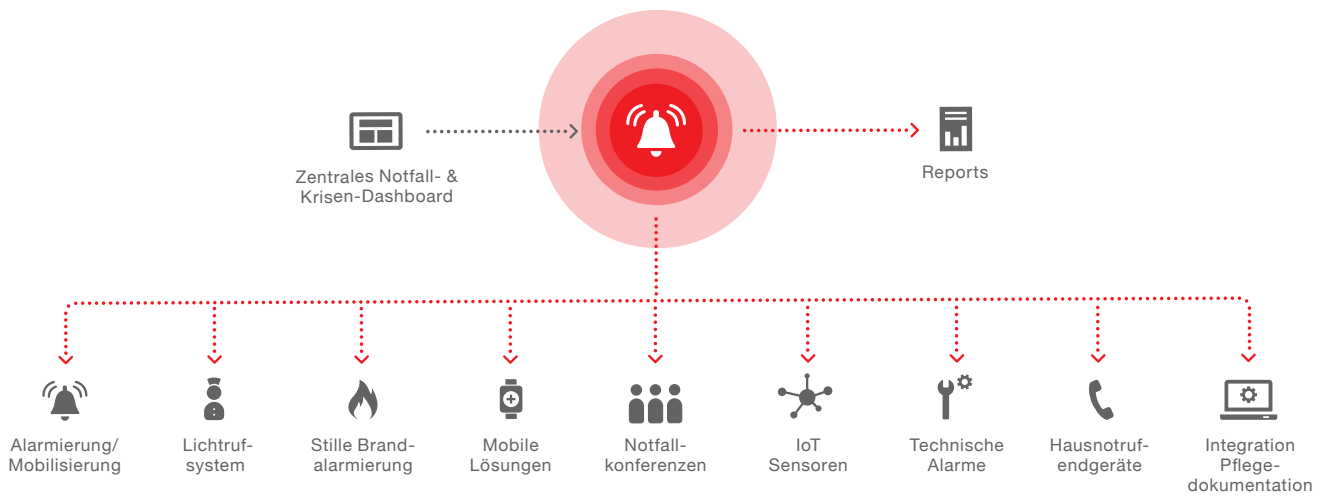 Zentrales Notfall- &
Krisen-Dashboard
Reports
Alarmierung/
Mobilisierung
Lichtruf-
system
Stille Brand-
alarmierung
Mobile
Lösungen
Notfall-
konferenzen
IoT
Sensoren
Technische
Alarme
Hausnotruf-
endgeräte
Integration
Pflege-
dokumentation